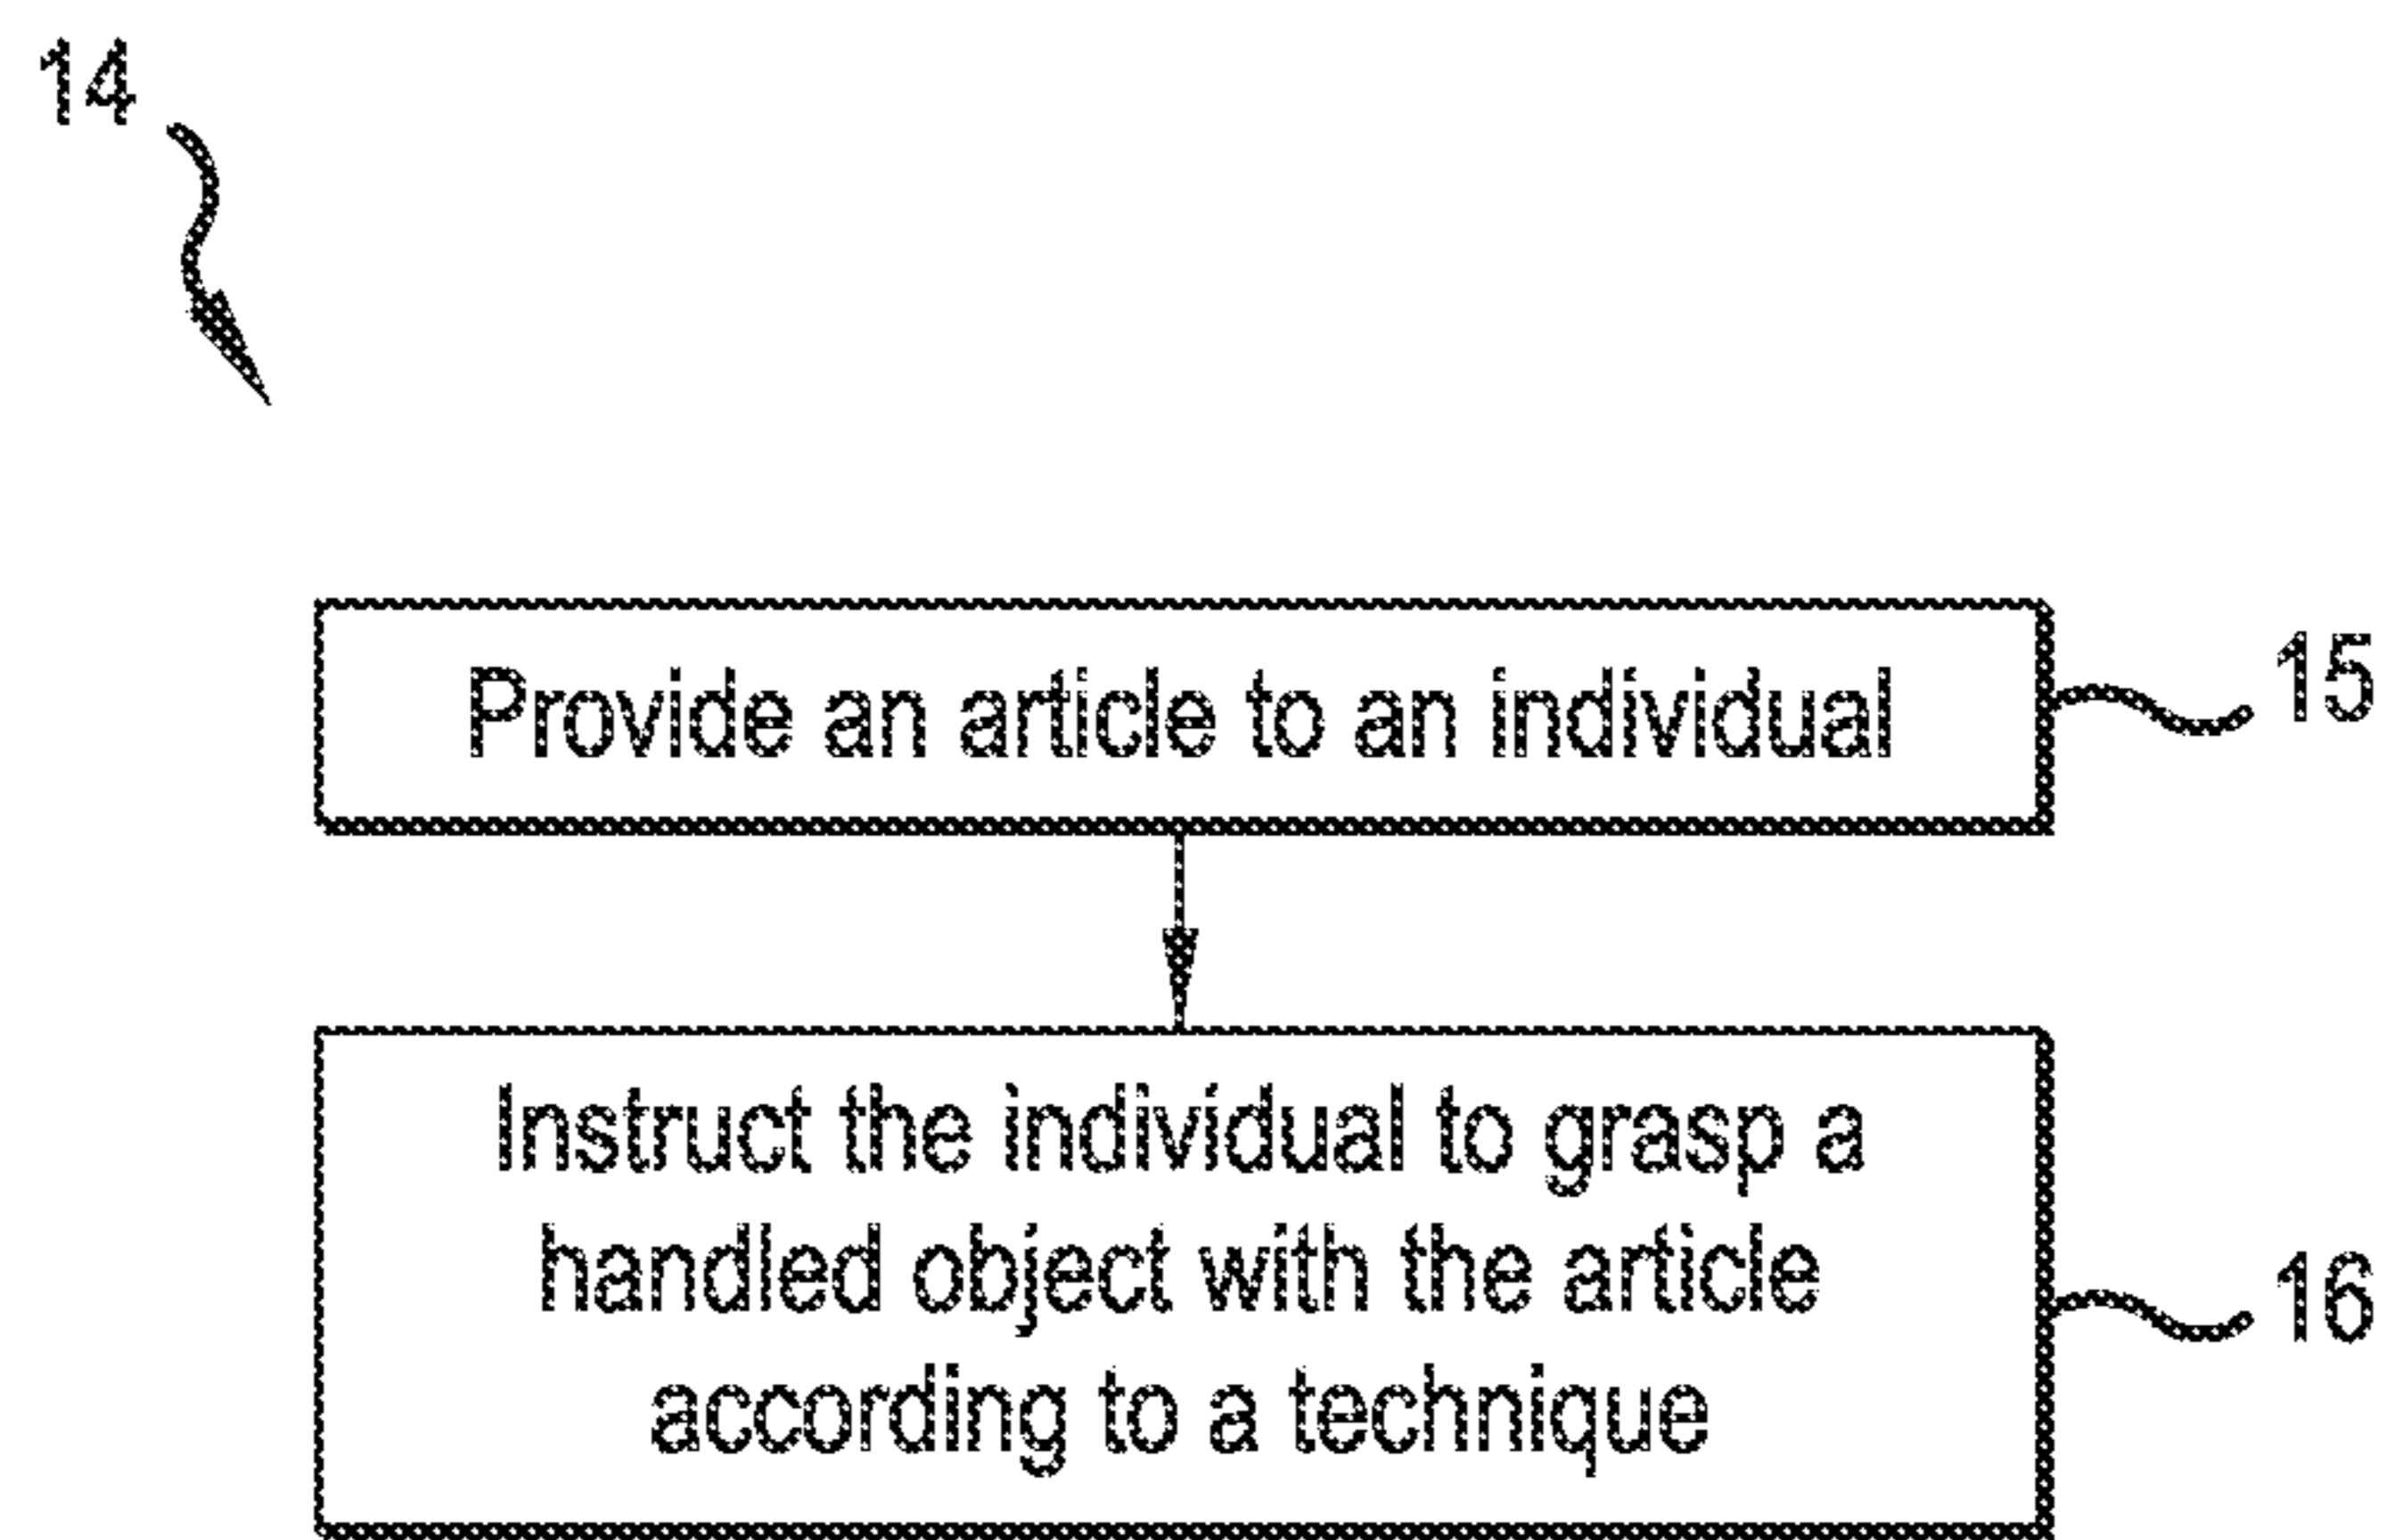 14
Provide an article to an individual
15
Instruct the individual to grasp a
handled object with the article
according to a technique
16